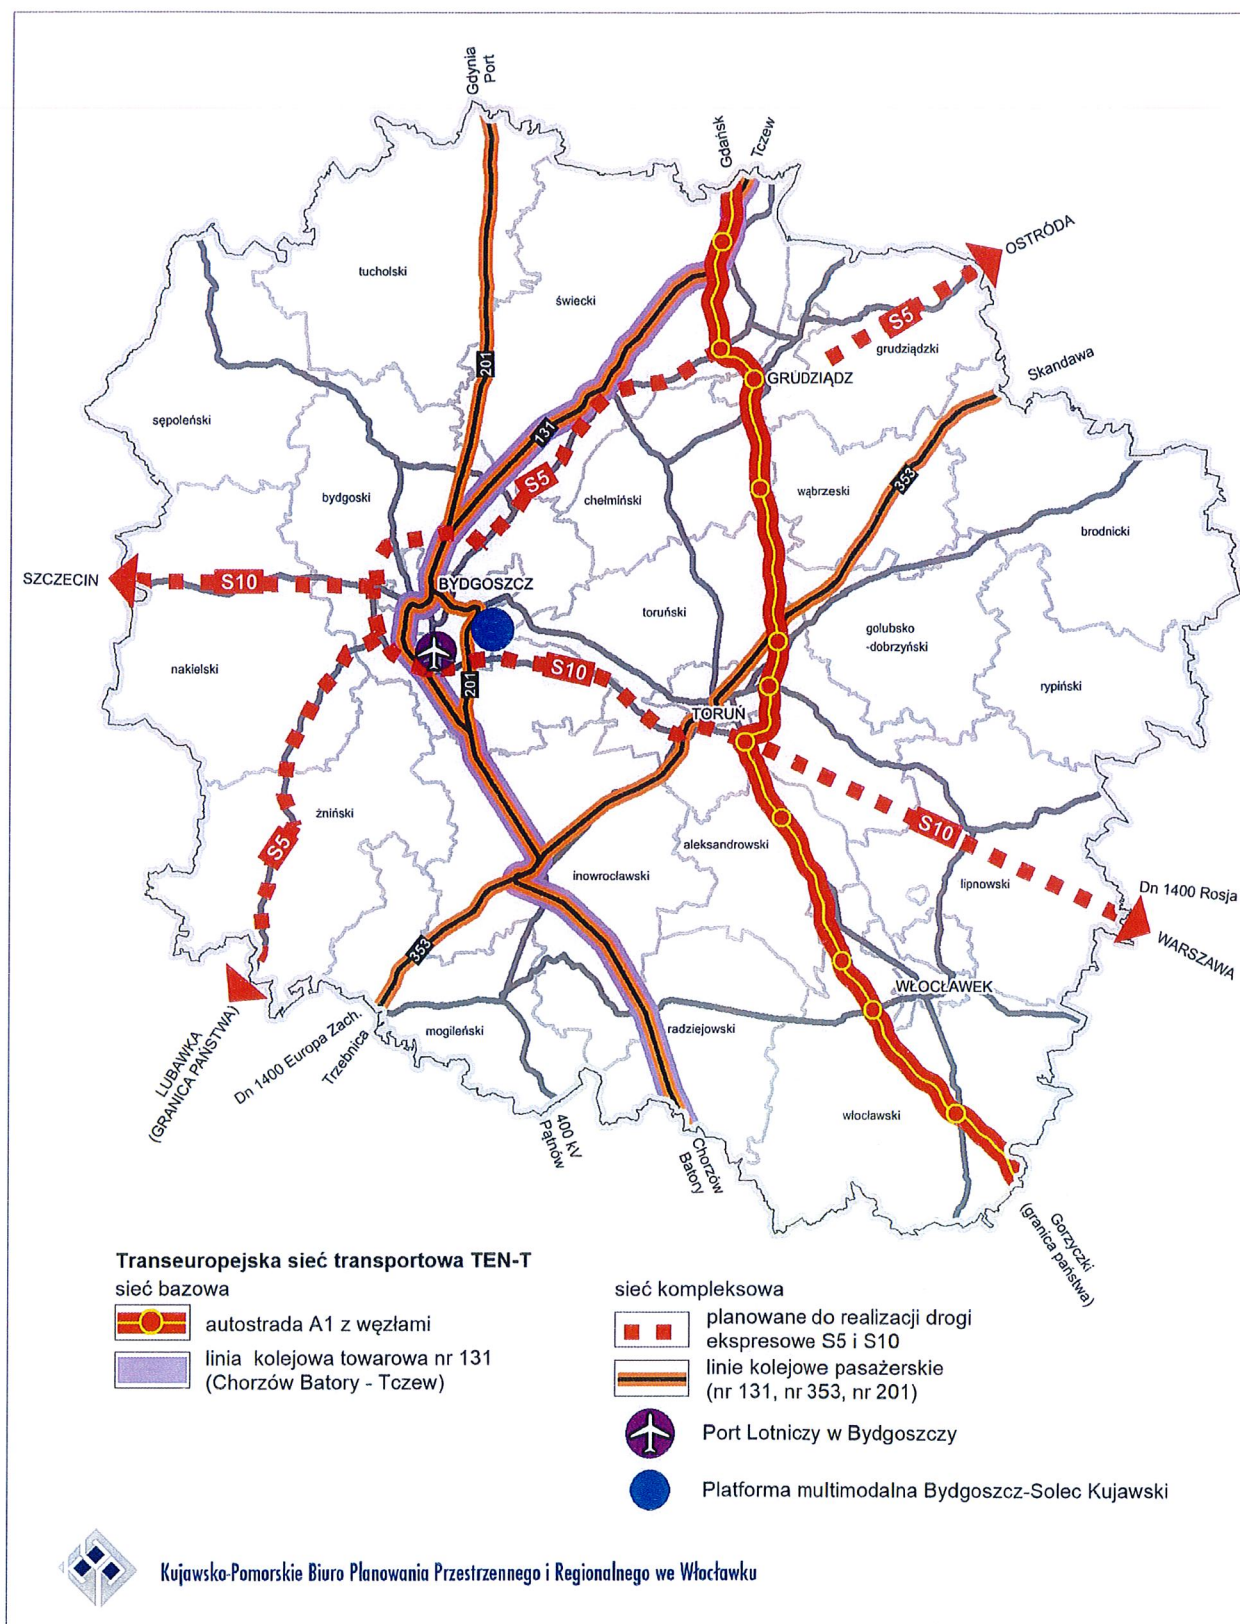 Gdynia
Port
Gdańsk
Tczew
OSTRÓDA
tucholski
świecki
S5
grudziądzki
Skandawa
201
GRUDZIĄDZ
sępoleński
131
353
S5
bydgoski
chełmiński
wąbrzeski
brodnicki
SZCZECIN
S10
BYDGOSZCZ
toruński
golubsko
-dobrzyński
nakielski
S10
201
rypiński
TORUŃ
żniński
S5
S10
aleksandrowski
inowrocławski
lipnowski
Dn 1400 Rosja
WARSZAWA
353
WŁOCŁAWEK
LUBAWKA
(GRANICA PAŃSTWA)
Dn 1400 Europa Zach.
Trzebnica
mogileński
radziejowski
400 kV
Pątnów
włocławski
Chorzów
Batory
Gorzyczki
(granica państwa)
Transeuropejska sieć transportowa TEN-T
sieć bazowa
autostrada A1 z węzłami
linia kolejowa towarowa nr 131
(Chorzów Batory - Tczew)
sieć kompleksowa
planowane do realizacji drogi
ekspresowe S5 i S10
linie kolejowe pasażerskie
(nr 131, nr 353, nr 201)
Port Lotniczy w Bydgoszczy
Platforma multimodalna Bydgoszcz-Solec Kujawski
Kujawsko-Pomorskie Biuro Planowania Przestrzennego i Regionalnego we Włocławku